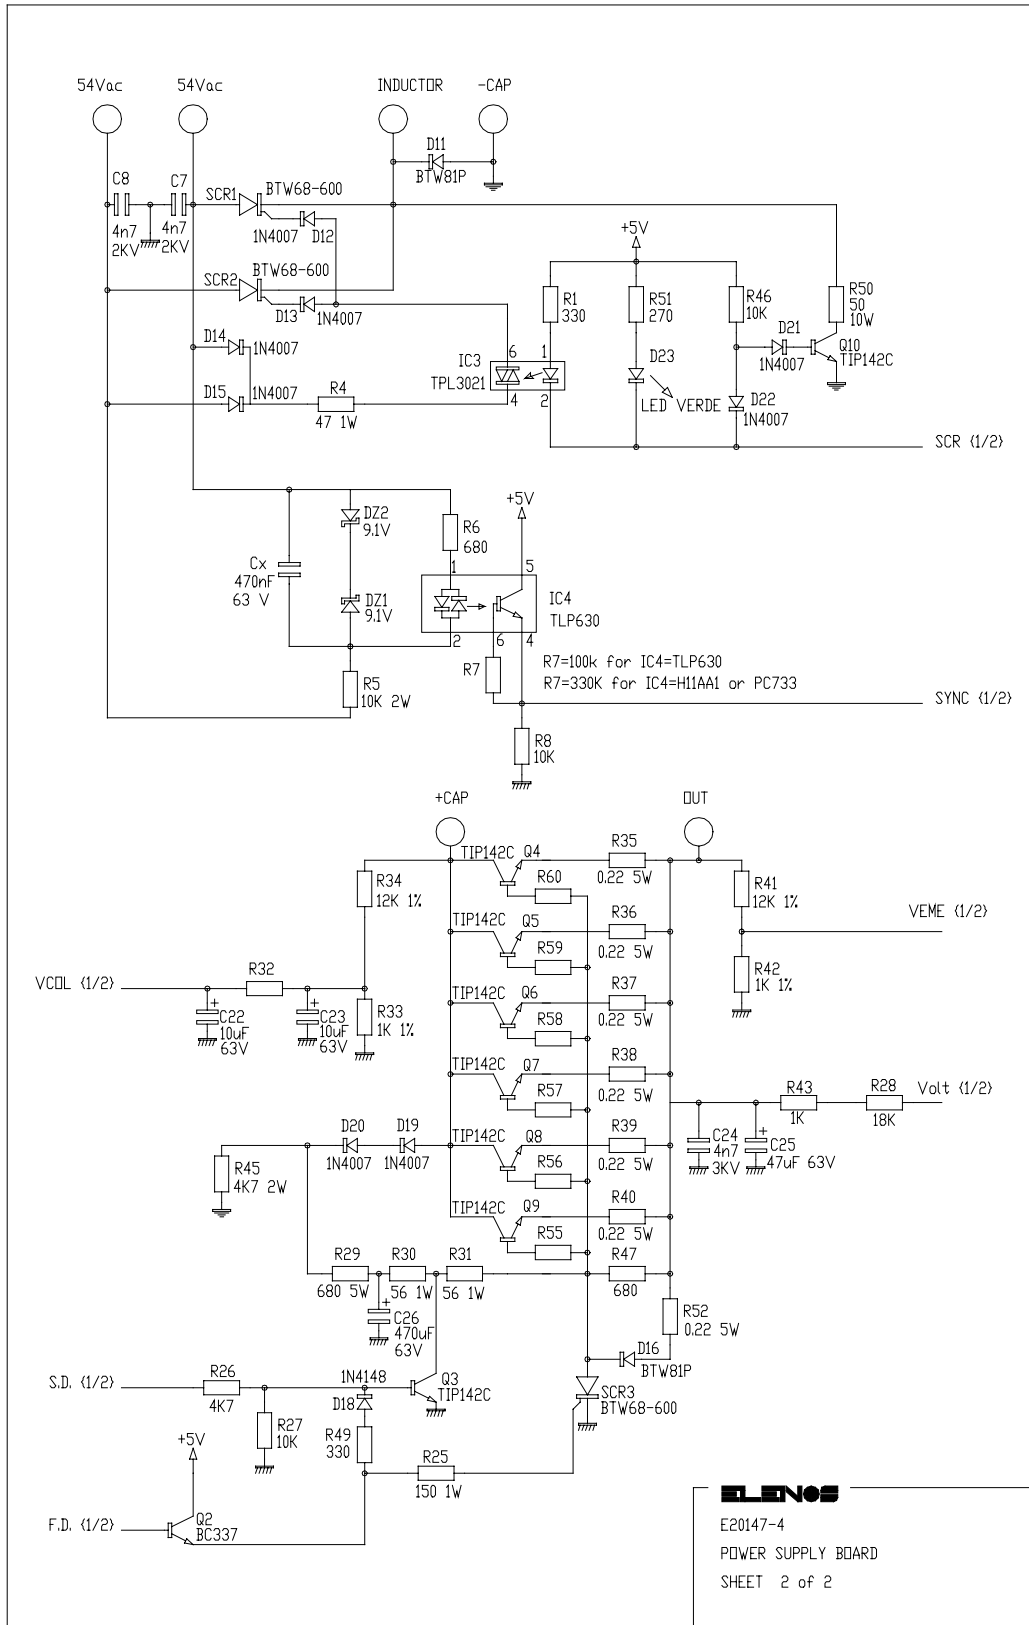 54Vac
54Vac
INDUCTOR
-CAP
D11
BTW81P
C8
C7
4n7
2KV
4n7
2KV
SCR1
BTW68-600
1N4007
D12
SCR2
BTW68-600
D13
1N4007
D14
1N4007
D15
1N4007
R4
47 1W
IC3
TPL3021
6
1
4
2
+5V
R1
330
R51
270
R46
10K
R50
50
10W
D23
LED VERDE
D21
1N4007
Q10
TIP142C
D22
1N4007
SCR (1/2)
Cx
470nF
63 V
DZ2
9.1V
DZ1
9.1V
R6
680
+5V
1
5
2
6
4
IC4
TLP630
R5
10K 2W
R7
R7=100k for IC4=TLP630
R7=330K for IC4=H11AA1 or PC733
SYNC (1/2)
R8
10K
+CAP
OUT
TIP142C
Q4
R35
0.22 5W
R60
R34
12K 1%
R41
12K 1%
TIP142C
Q5
R36
0.22 5W
R59
VEME (1/2)
VCOL (1/2)
R32
C22
10uF
63V
C23
10uF
63V
R33
1K 1%
TIP142C
Q6
R37
0.22 5W
R58
R42
1K 1%
TIP142C
Q7
R38
0.22 5W
R57
R43
1K
R28
18K
Volt (1/2)
C24
4n7
3KV
C25
47uF 63V
D20
1N4007
D19
1N4007
TIP142C
Q8
R39
0.22 5W
R56
R45
4K7 2W
TIP142C
Q9
R40
0.22 5W
R55
R29
680 5W
R30
56 1W
R31
56 1W
R47
680
C26
470uF
63V
R52
0.22 5W
D16
BTW81P
S.D. (1/2)
R26
4K7
1N4148
D18
Q3
TIP142C
SCR3
BTW68-600
R27
10K
R49
330
+5V
R25
150 1W
F.D. (1/2)
Q2
BC337
ELENOS
E20147-4
POWER SUPPLY BOARD
SHEET 2 of 2